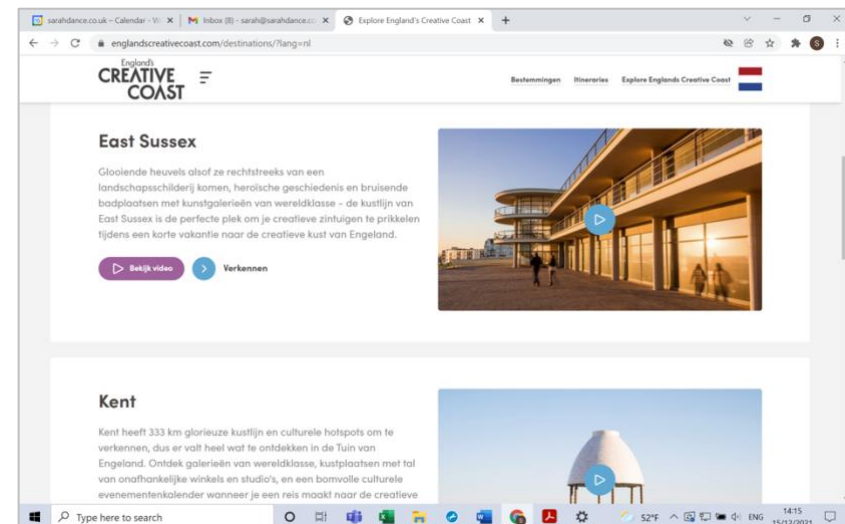 sarahdance.co.uk – Calendar - W
Inbox (8) - sarah@sarahdance.co
Explore England's Creative Coast
englandscreativecoast.com/destinations/?lang=nl
England's
CREATIVE
COAST
Bestemmingen Itineraries Explore Englands Creative Coast
East Sussex
Glooiende heuvels alsof ze rechtstreeks van een
landschapsschilderij komen, heroïsche geschiedenis en bruisende
badplaatsen met kunstgalerieën van wereldklasse – de kustlijn van
East Sussex is de perfecte plek om je creatieve zintuigen te prikkelen
tijdens een korte vakantie naar de creatieve kust van Engeland.
Bekijk video
Verkennen
Kent
Kent heeft 333 km glorieuze kustlijn en culturele hotspots om te
verkennen, dus er valt heel wat te ontdekken in de Tuin van
Engeland. Ontdek galerieën van wereldklasse, kustplaatsen met tal
van onafhankelijke winkels en studio's, en een bomvolle culturele
evenementenkalender wanneer je een reis maakt naar de creatieve
Type here to search
52°F
ENG
14:15
15/12/2021